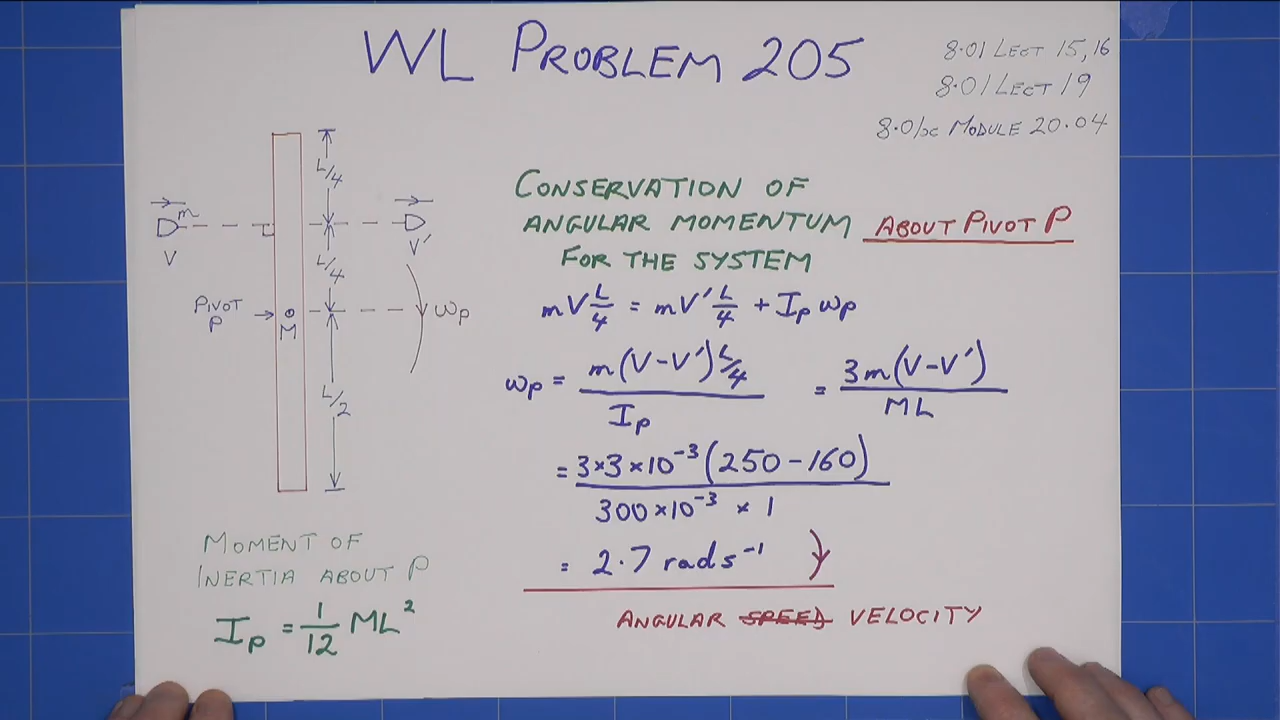 WL PROBLEM 205
8.01 LECT 15,16
8.01 LECT 19
8.01x MODULE 20.04
L/4
m
V
V'
L/4
PIVOT
P
M
ωp
L/2
MOMENT OF
INERTIA ABOUT P
Ip = 1/12 ML²
CONSERVATION OF
ANGULAR MOMENTUM ABOUT PIVOT P
FOR THE SYSTEM
mV L/4 = mV' L/4 + Ip ωp
ωp = m(V-V')L/4 / Ip = 3m(V-V') / ML
= 3×3×10⁻³(250-160) / 300×10⁻³ × 1
= 2.7 rad s⁻¹
ANGULAR SPEED VELOCITY